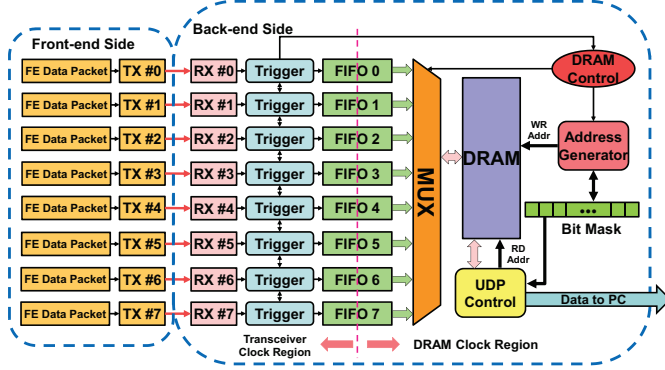 Front-end Side
Back-end Side
FE Data Packet TX #0 RX #0 Trigger FIFO 0
FE Data Packet TX #1 RX #1 Trigger FIFO 1
FE Data Packet TX #2 RX #2 Trigger FIFO 2
FE Data Packet TX #3 RX #3 Trigger FIFO 3
FE Data Packet TX #4 RX #4 Trigger FIFO 4
FE Data Packet TX #5 RX #5 Trigger FIFO 5
FE Data Packet TX #6 RX #6 Trigger FIFO 6
FE Data Packet TX #7 RX #7 Trigger FIFO 7
MUX
DRAM
DRAM
Control
WR
Addr
Address
Generator
Bit Mask
RD
Addr
UDP
Control
Data to PC
Transceiver
Clock Region
DRAM Clock Region